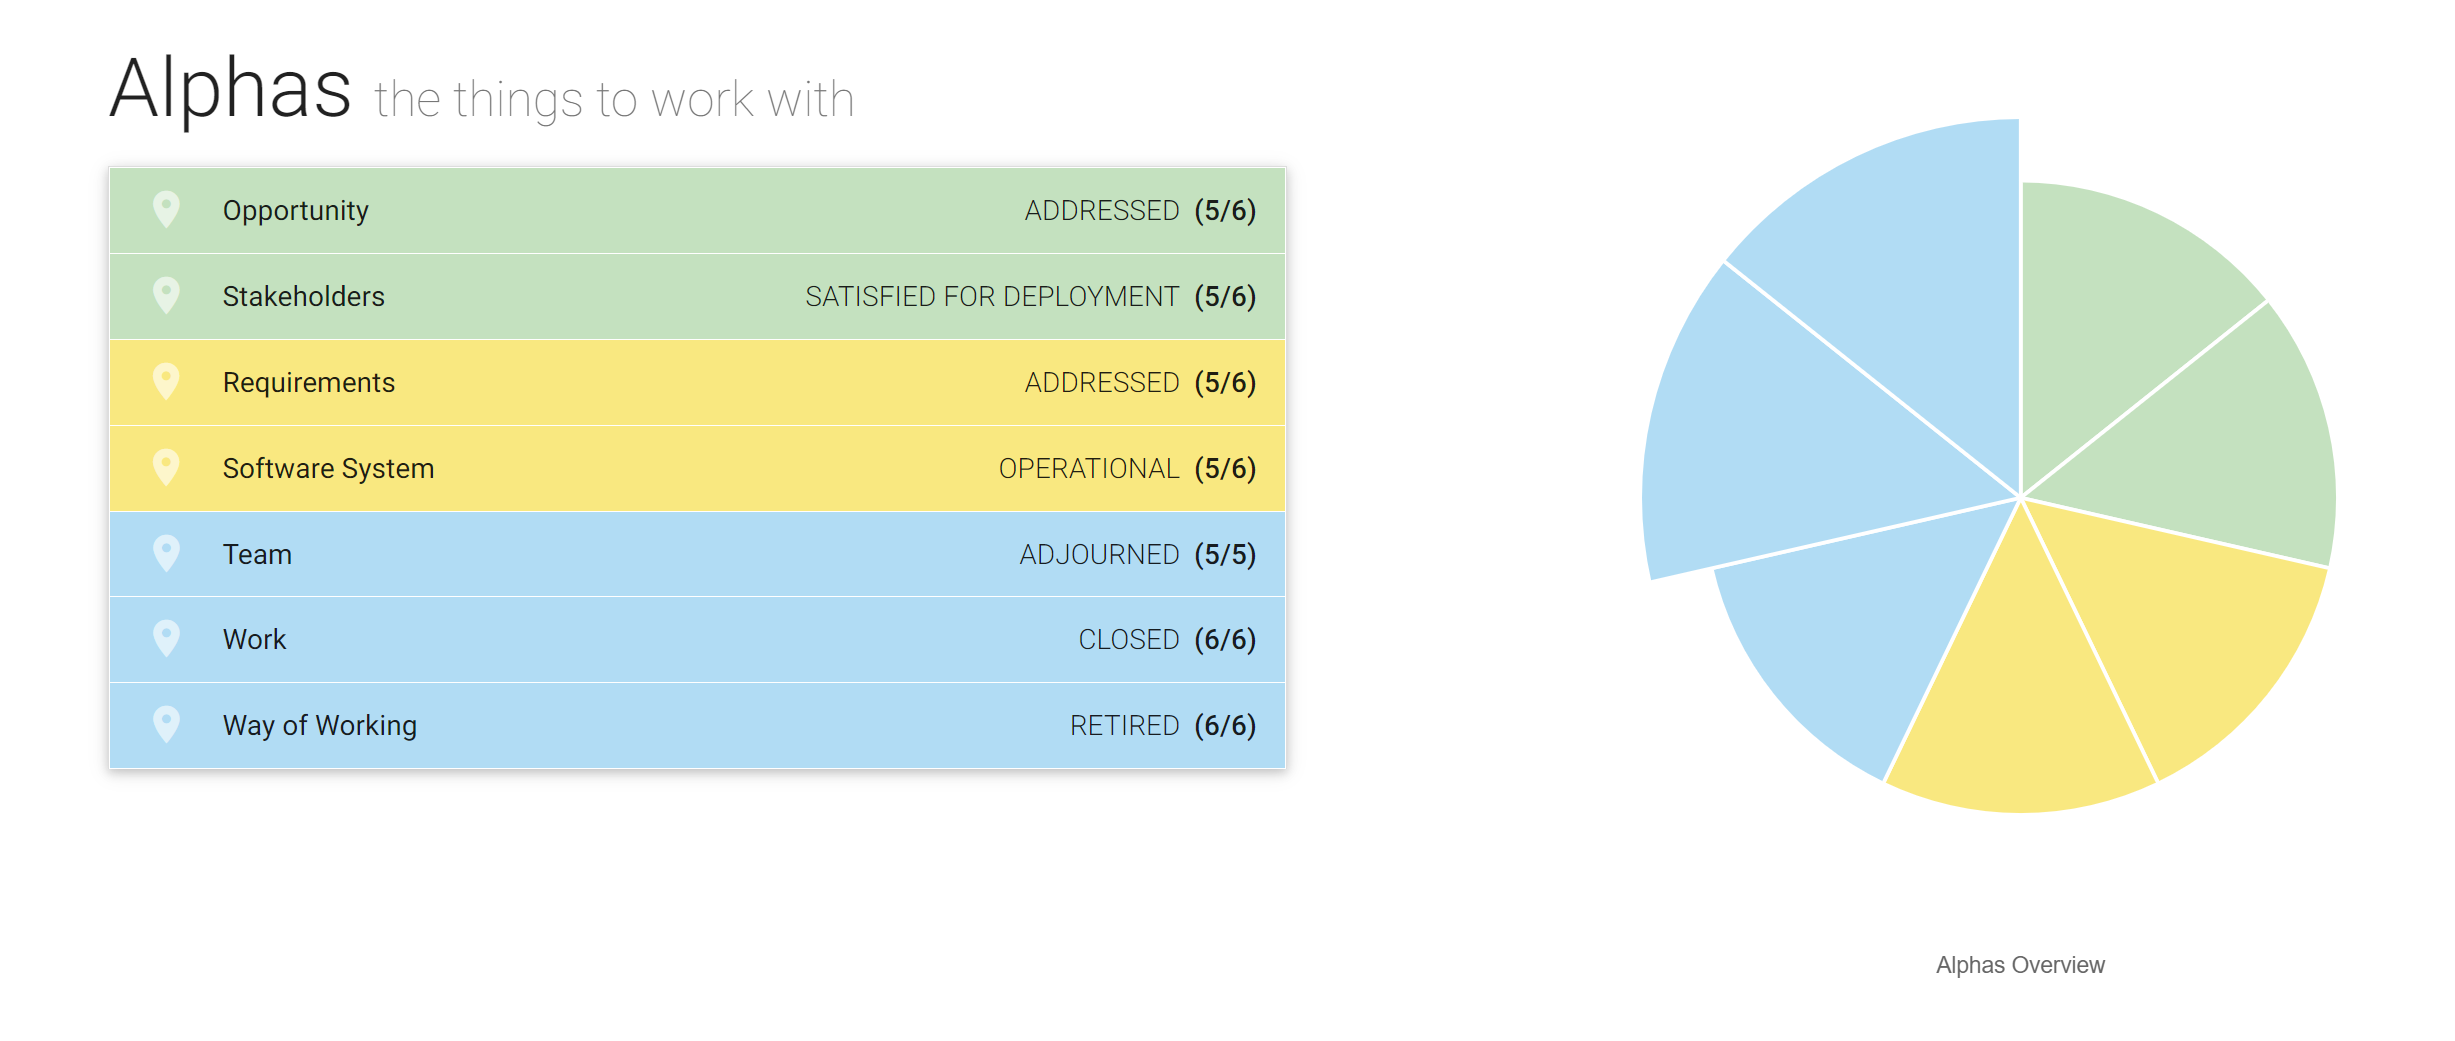 Alphas the things to work with
Opportunity ADDRESSED (5/6)
Stakeholders SATISFIED FOR DEPLOYMENT (5/6)
Requirements ADDRESSED (5/6)
Software System OPERATIONAL (5/6)
Team ADJOURNED (5/5)
Work CLOSED (6/6)
Way of Working RETIRED (6/6)
Alphas Overview